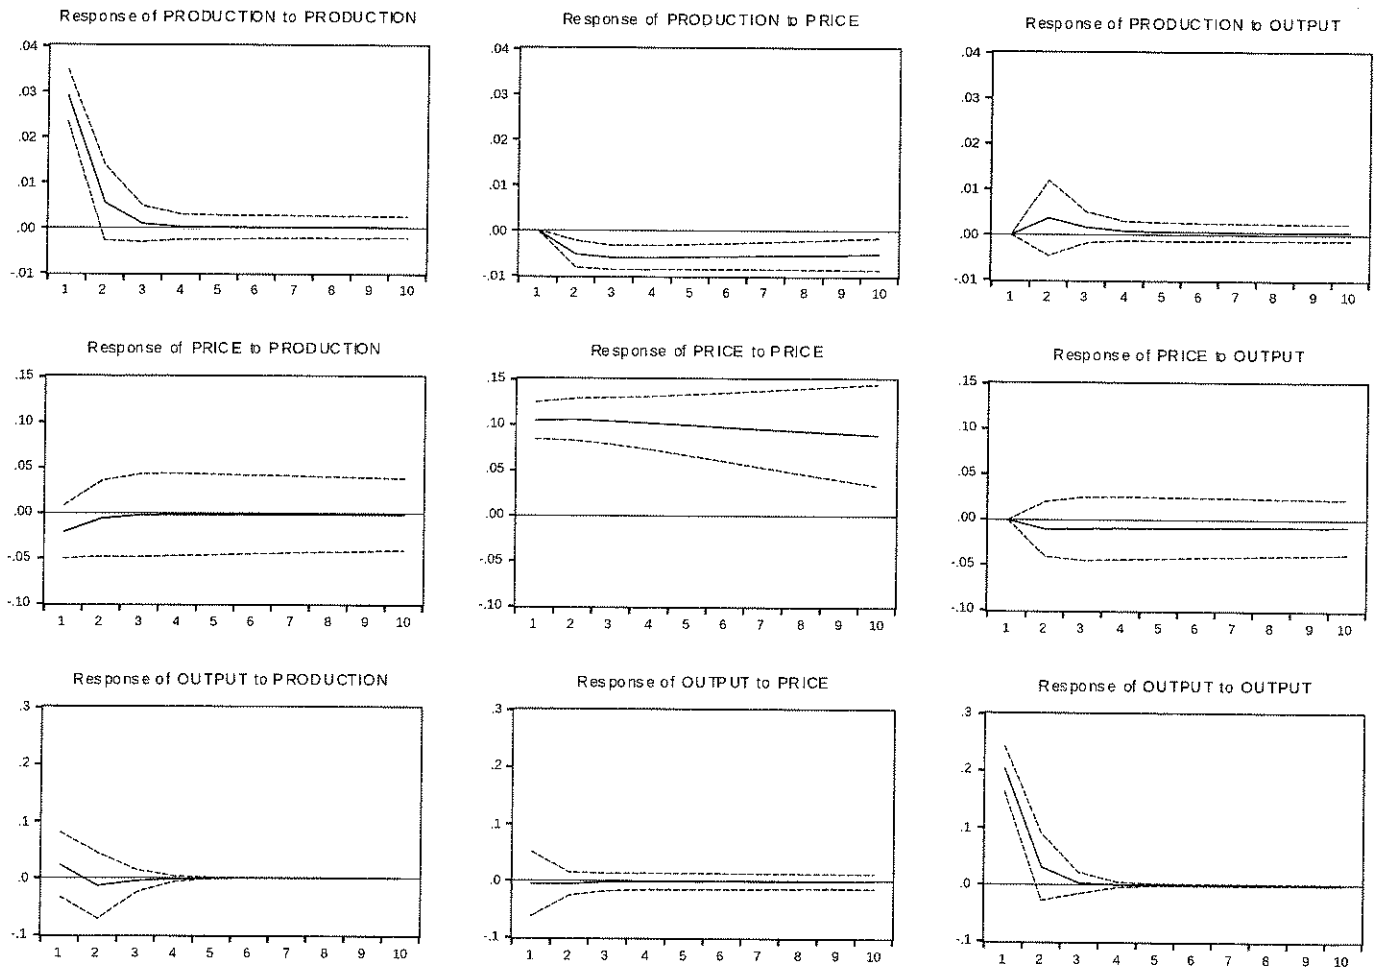 Response of PRODUCTION to PRODUCTION
.04
.03
.02
.01
.00
-.01
1 2 3 4 5 6 7 8 9 10
Response of PRODUCTION to PRICE
.04
.03
.02
.01
.00
-.01
1 2 3 4 5 6 7 8 9 10
Response of PRODUCTION to OUTPUT
.04
.03
.02
.01
.00
-.01
1 2 3 4 5 6 7 8 9 10
Response of PRICE to PRODUCTION
.15
.10
.05
.00
-.05
-.10
1 2 3 4 5 6 7 8 9 10
Response of PRICE to PRICE
.15
.10
.05
.00
-.05
-.10
1 2 3 4 5 6 7 8 9 10
Response of PRICE to OUTPUT
.15
.10
.05
.00
-.05
-.10
1 2 3 4 5 6 7 8 9 10
Response of OUTPUT to PRODUCTION
.3
.2
.1
.0
-.1
1 2 3 4 5 6 7 8 9 10
Response of OUTPUT to PRICE
.3
.2
.1
.0
-.1
1 2 3 4 5 6 7 8 9 10
Response of OUTPUT to OUTPUT
.3
.2
.1
.0
-.1
1 2 3 4 5 6 7 8 9 10